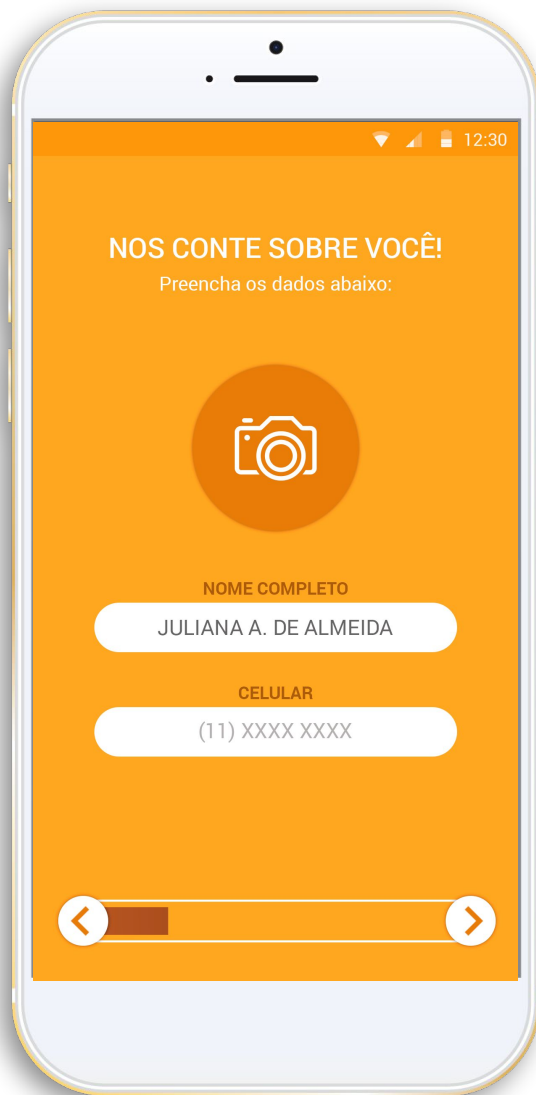 12:30
NOS CONTE SOBRE VOCÊ!
Preencha os dados abaixo:
NOME COMPLETO
JULIANA A. DE ALMEIDA
CELULAR
(11) XXXX XXXX